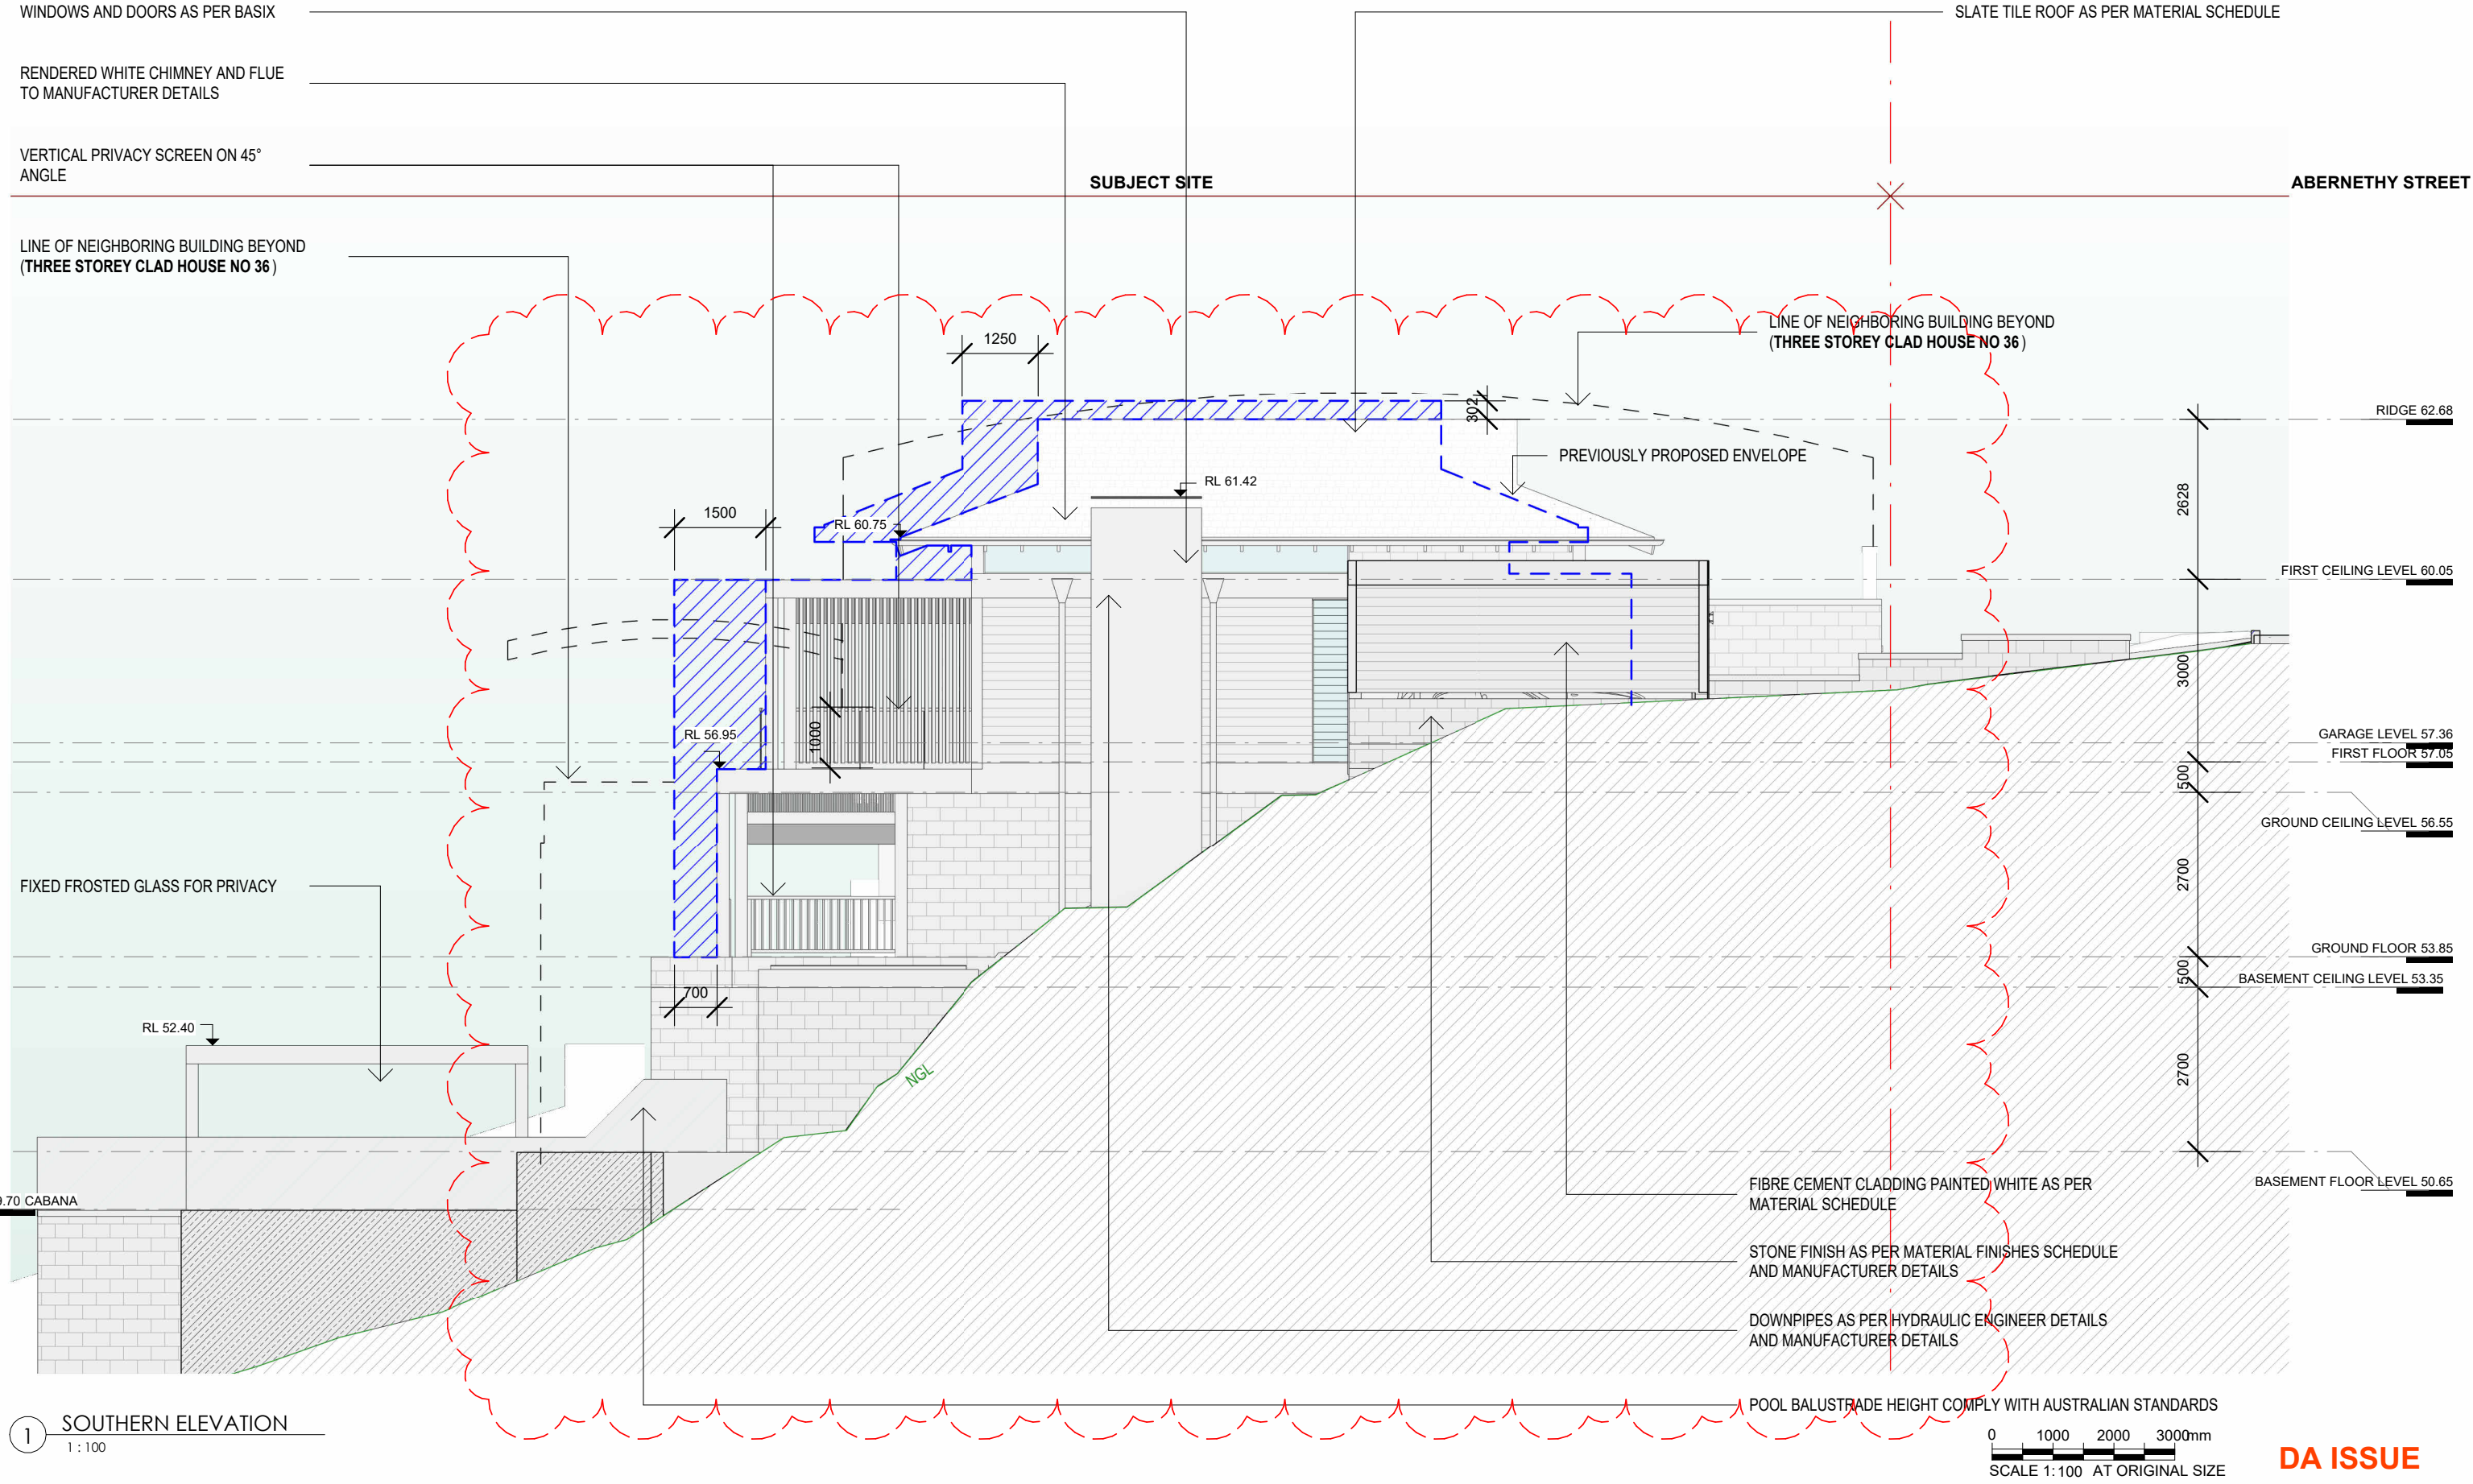 WINDOWS AND DOORS AS PER BASIX
SLATE TILE ROOF AS PER MATERIAL SCHEDULE
RENDERED WHITE CHIMNEY AND FLUE
TO MANUFACTURER DETAILS
VERTICAL PRIVACY SCREEN ON 45°
ANGLE
SUBJECT SITE
ABERNETHY STREET
LINE OF NEIGHBORING BUILDING BEYOND
(THREE STOREY CLAD HOUSE NO 36)
LINE OF NEIGHBORING BUILDING BEYOND
(THREE STOREY CLAD HOUSE NO 36)
1250
302
RIDGE 62.68
PREVIOUSLY PROPOSED ENVELOPE
RL 61.42
2628
1500
RL 60.75
FIRST CEILING LEVEL 60.05
3000
RL 56.95
1000
GARAGE LEVEL 57.36
FIRST FLOOR 57.05
500
GROUND CEILING LEVEL 56.55
2700
FIXED FROSTED GLASS FOR PRIVACY
GROUND FLOOR 53.85
500
BASEMENT CEILING LEVEL 53.35
700
RL 52.40
NGL
2700
BASEMENT FLOOR LEVEL 50.65
9.70 CABANA
FIBRE CEMENT CLADDING PAINTED WHITE AS PER
MATERIAL SCHEDULE
STONE FINISH AS PER MATERIAL FINISHES SCHEDULE
AND MANUFACTURER DETAILS
DOWNPIPES AS PER HYDRAULIC ENGINEER DETAILS
AND MANUFACTURER DETAILS
POOL BALUSTRADE HEIGHT COMPLY WITH AUSTRALIAN STANDARDS
1 SOUTHERN ELEVATION
1 : 100
0 1000 2000 3000mm
SCALE 1:100 AT ORIGINAL SIZE
DA ISSUE